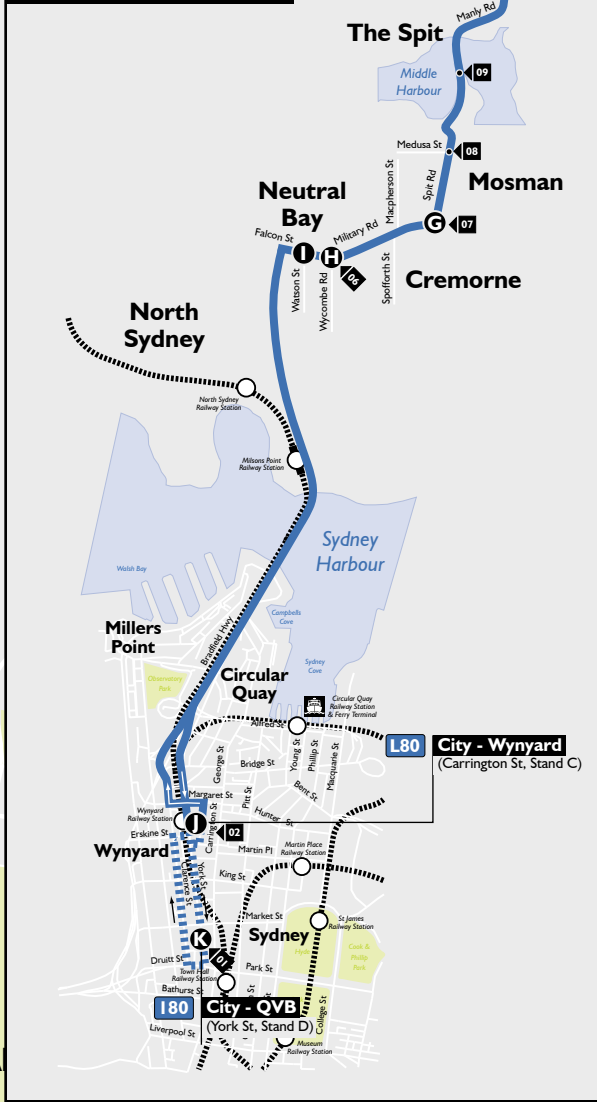 Manly Rd
The Spit
Middle
Harbour
09
Medusa St
08
Macpherson St
Spit Rd
Mosman
Neutral
Bay
G
07
Military Rd
Falcon St
I
H
06
Watson St
Wycombe Rd
Spofforth St
Cremorne
North
Sydney
North Sydney
Railway Station
Milsons Point
Railway Station
Sydney
Harbour
Walsh Bay
Campbells
Cove
Millers
Point
Bradfield Hwy
Sydney
Cove
Circular
Quay
Observatory
Park
Circular Quay
Railway Station
& Ferry Terminal
Alfred St
George St
Bridge St
Young St
Phillip St
Macquarie St
L80
City - Wynyard
(Carrington St, Stand C)
Pitt St
Bent St
Margaret St
Wynyard
Railway Station
Hunter St
J
02
Carrington St
Erskine St
Wynyard
Martin Pl
Martin Place
Railway Station
York St
Clarence St
King St
Market St
St James
Railway Station
Sydney
K
01
Hyde
Cook &
Phillip
Park
Druitt St
Town Hall
Railway Station
Park St
Bathurst St
180
City - QVB
(York St, Stand D)
College St
Liverpool St
Museum
Railway Station